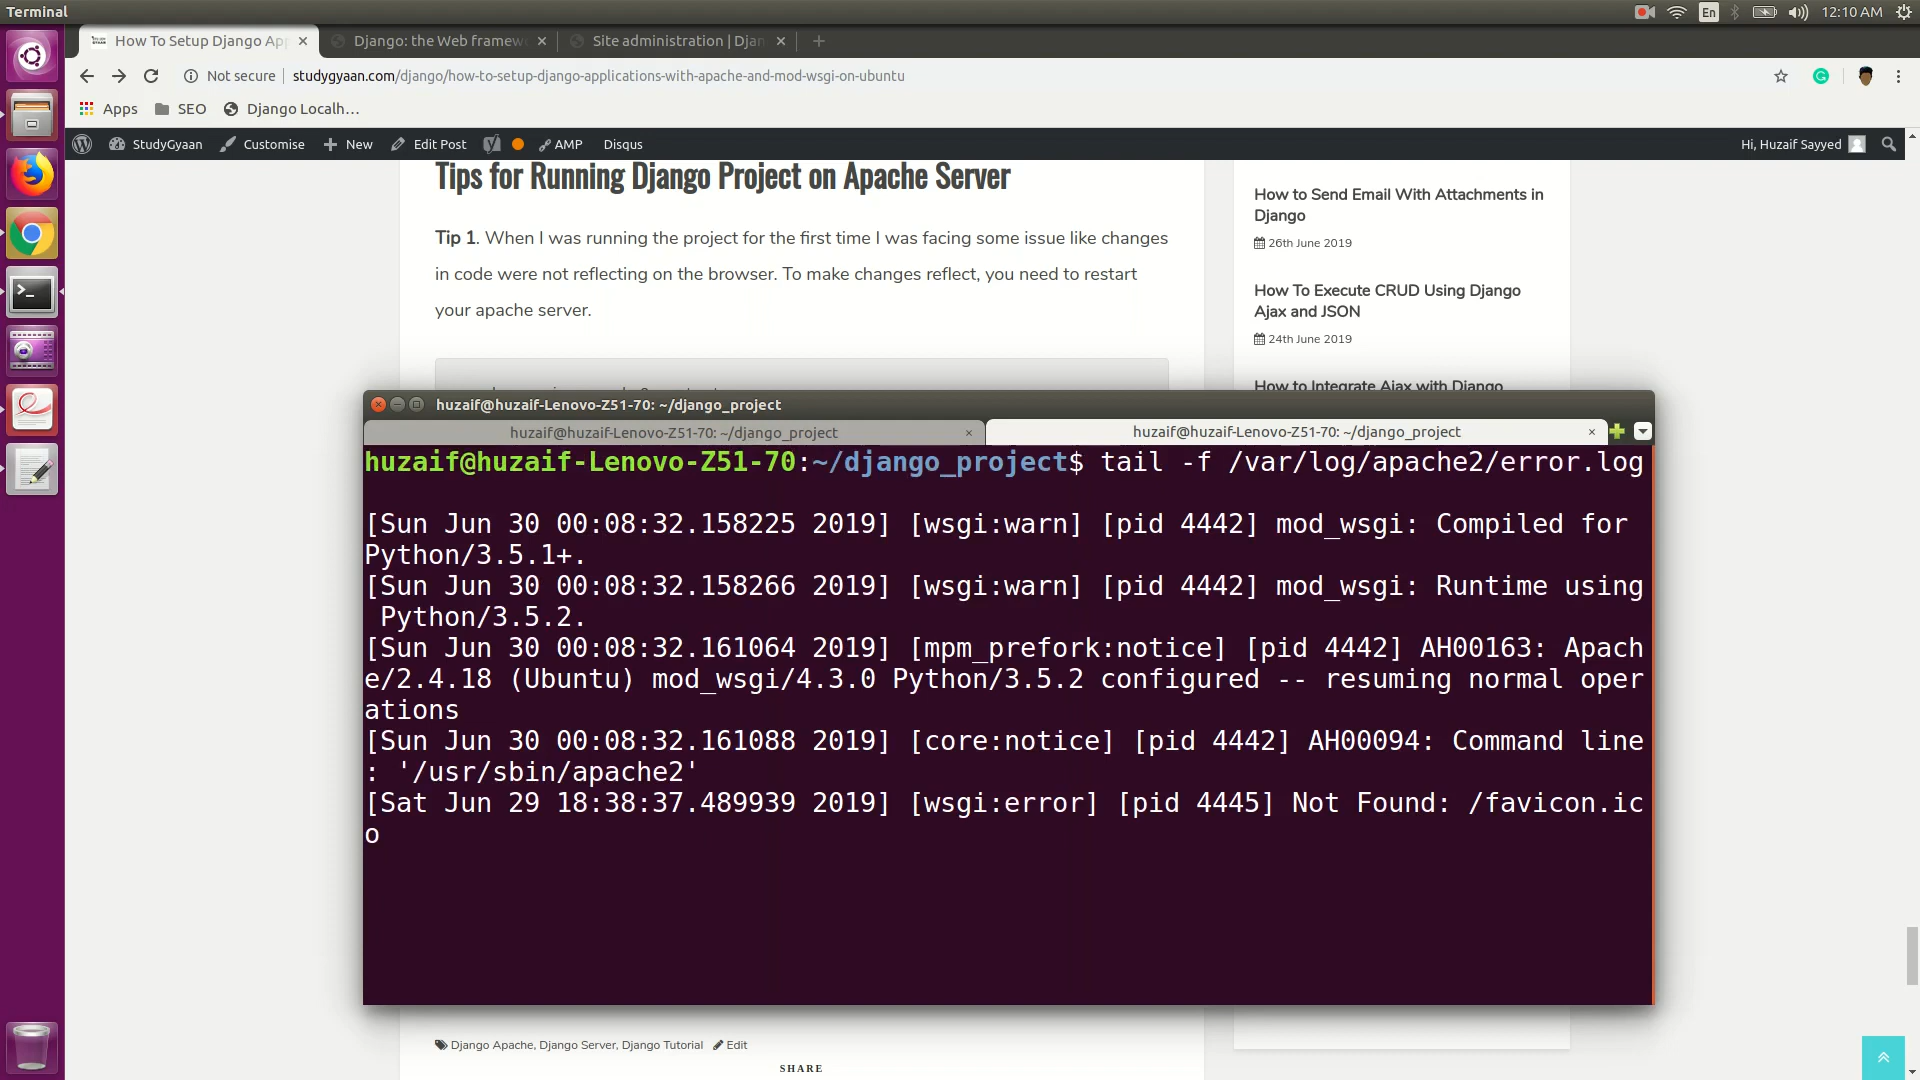 Terminal
En
12:10 AM
How To Setup Django App
Django: the Web framew
Site administration | Djan
Not secure
studygyaan.com/django/how-to-setup-django-applications-with-apache-and-mod-wsgi-on-ubuntu
Apps
SEO
Django Localh...
StudyGyaan
Customise
New
Edit Post
AMP
Disqus
Hi, Huzaif Sayyed
Tips for Running Django Project on Apache Server
Tip 1. When I was running the project for the first time I was facing some issue like changes
in code were not reflecting on the browser. To make changes reflect, you need to restart
your apache server.
How to Send Email With Attachments in
Django
26th June 2019
How To Execute CRUD Using Django
Ajax and JSON
24th June 2019
How to Integrate Ajax with Django
huzaif@huzaif-Lenovo-Z51-70: ~/django_project
huzaif@huzaif-Lenovo-Z51-70: ~/django_project
huzaif@huzaif-Lenovo-Z51-70: ~/django_project
huzaif@huzaif-Lenovo-Z51-70:~/django_project$ tail -f /var/log/apache2/error.log
[Sun Jun 30 00:08:32.158225 2019] [wsgi:warn] [pid 4442] mod_wsgi: Compiled for
Python/3.5.1+.
[Sun Jun 30 00:08:32.158266 2019] [wsgi:warn] [pid 4442] mod_wsgi: Runtime using
Python/3.5.2.
[Sun Jun 30 00:08:32.161064 2019] [mpm_prefork:notice] [pid 4442] AH00163: Apach
e/2.4.18 (Ubuntu) mod_wsgi/4.3.0 Python/3.5.2 configured -- resuming normal oper
ations
[Sun Jun 30 00:08:32.161088 2019] [core:notice] [pid 4442] AH00094: Command line
: '/usr/sbin/apache2'
[Sat Jun 29 18:38:37.489939 2019] [wsgi:error] [pid 4445] Not Found: /favicon.ic
o
Django Apache, Django Server, Django Tutorial
Edit
SHARE